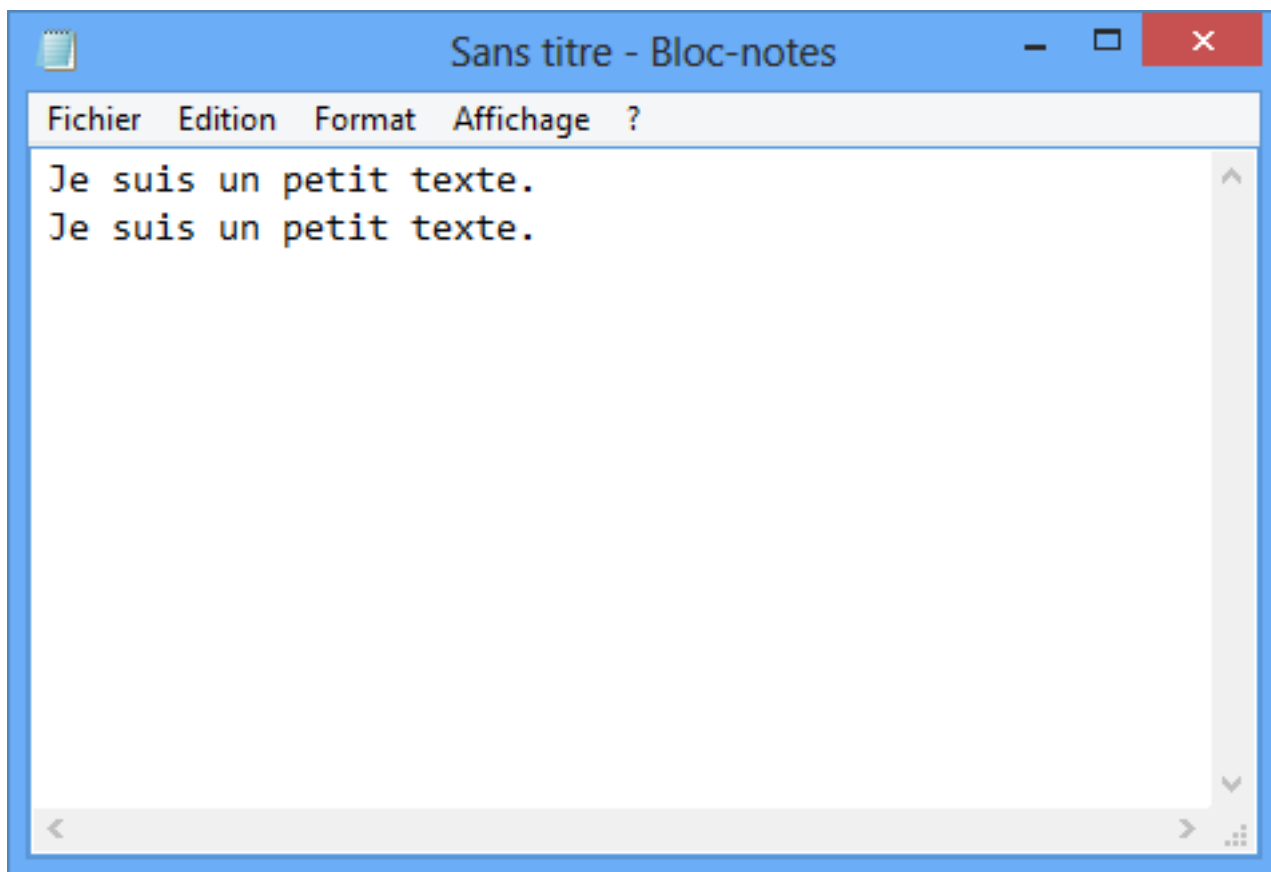 Sans titre - Bloc-notes
Fichier Edition Format Affichage ?
Je suis un petit texte.
Je suis un petit texte.